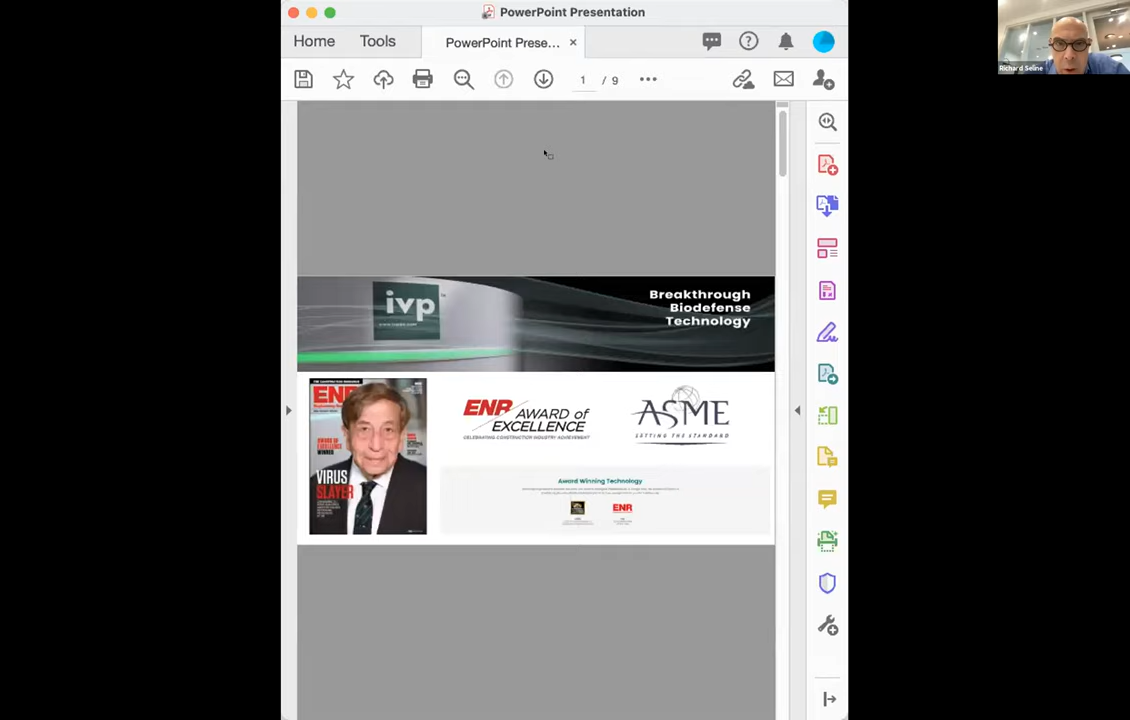 PowerPoint Presentation
Home
Tools
PowerPoint Prese...
1 / 9
Richard Seline
ivp
Breakthrough
Biodefense
Technology
ENR
VIRUS
SLAYER
ENR AWARD of
EXCELLENCE
CELEBRATING CONSTRUCTION INDUSTRY ACHIEVEMENT
ASME
SETTING THE STANDARD
Award Winning Technology
ENR